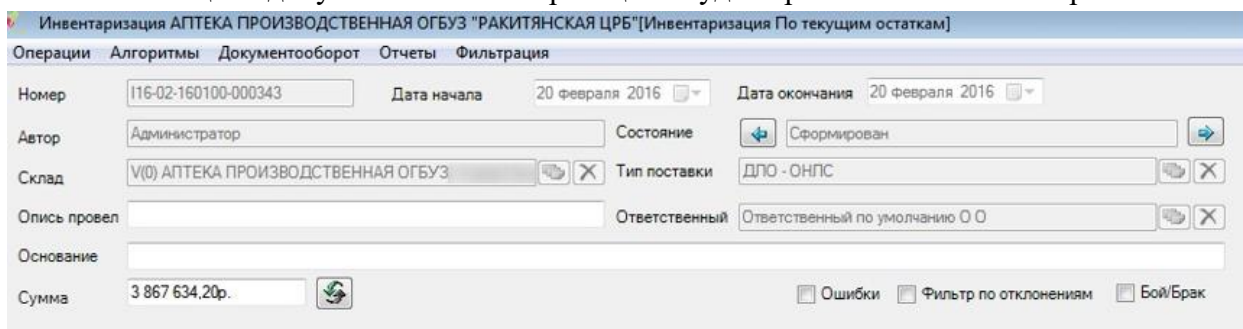 Инвентаризация АПТЕКА ПРОИЗВОДСТВЕННАЯ ОГБУЗ "РАКИТЯНСКАЯ ЦРБ"[Инвентаризация По текущим остаткам]
Операции Алгоритмы Документооборот Отчеты Фильтрация
Номер I16-02-160100-000343 Дата начала 20 февраля 2016 Дата окончания 20 февраля 2016
Автор Администратор Состояние Сформирован
Склад V(0) АПТЕКА ПРОИЗВОДСТВЕННАЯ ОГБУЗ Тип поставки ДЛО - ОНЛС
Опись провел Ответственный Ответственный по умолчанию О О
Основание
Сумма 3 867 634,20р. Ошибки Фильтр по отклонениям Бой/Брак